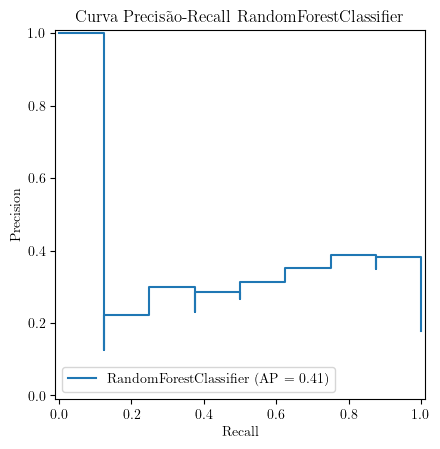 Curva Precisão-Recall RandomForestClassifier
1.0
0.8
0.6
0.4
0.2
0.0
Precision
RandomForestClassifier (AP = 0.41)
0.0 0.2 0.4 0.6 0.8 1.0
Recall